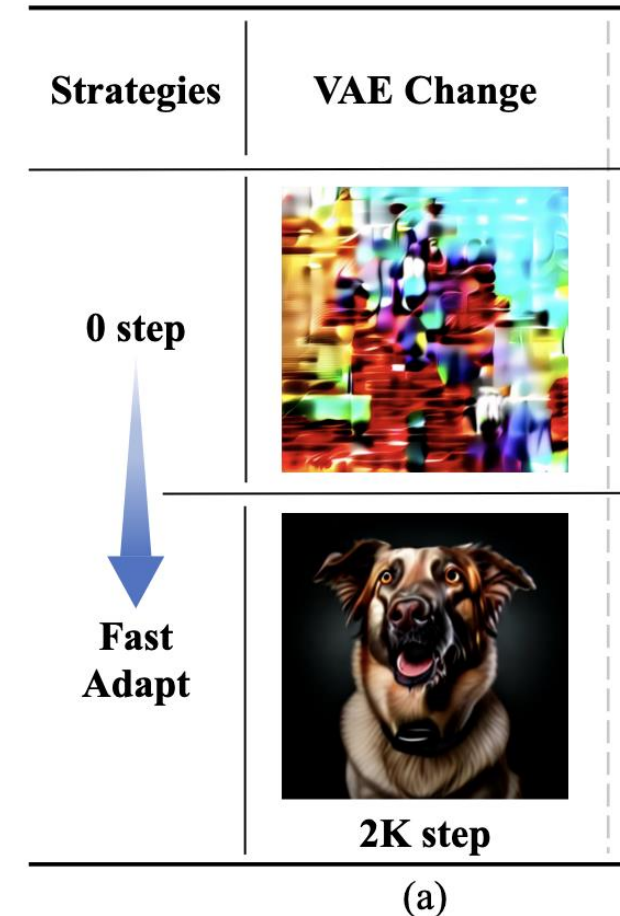 Strategies
VAE Change
0 step
Fast
Adapt
2K step
(a)